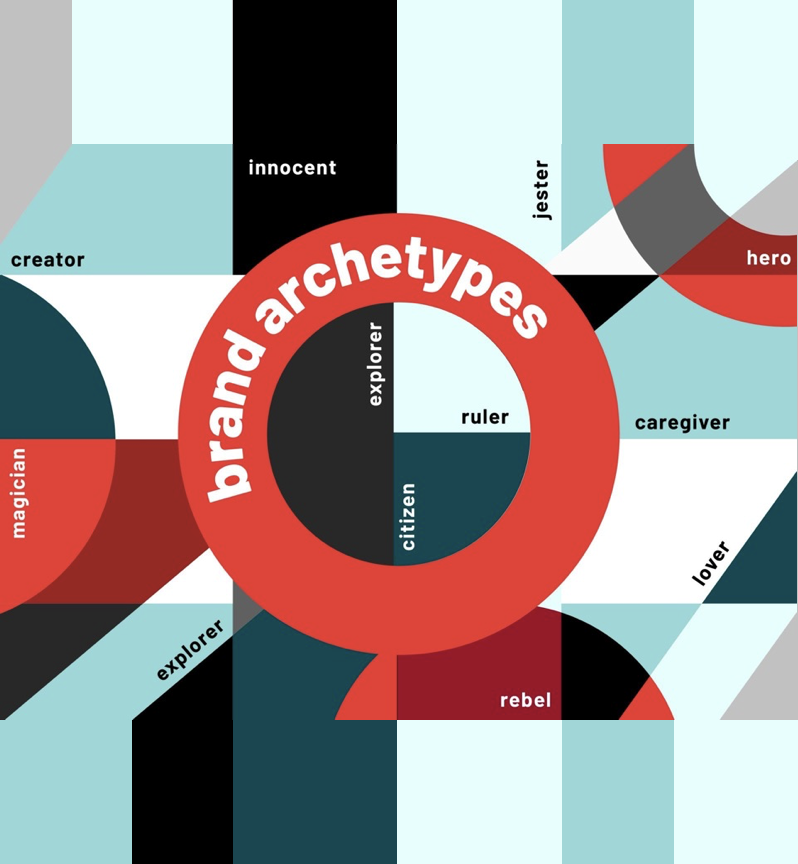 innocent
jester
creator
hero
brand archetypes
explorer
ruler
caregiver
magician
citizen
lover
explorer
rebel